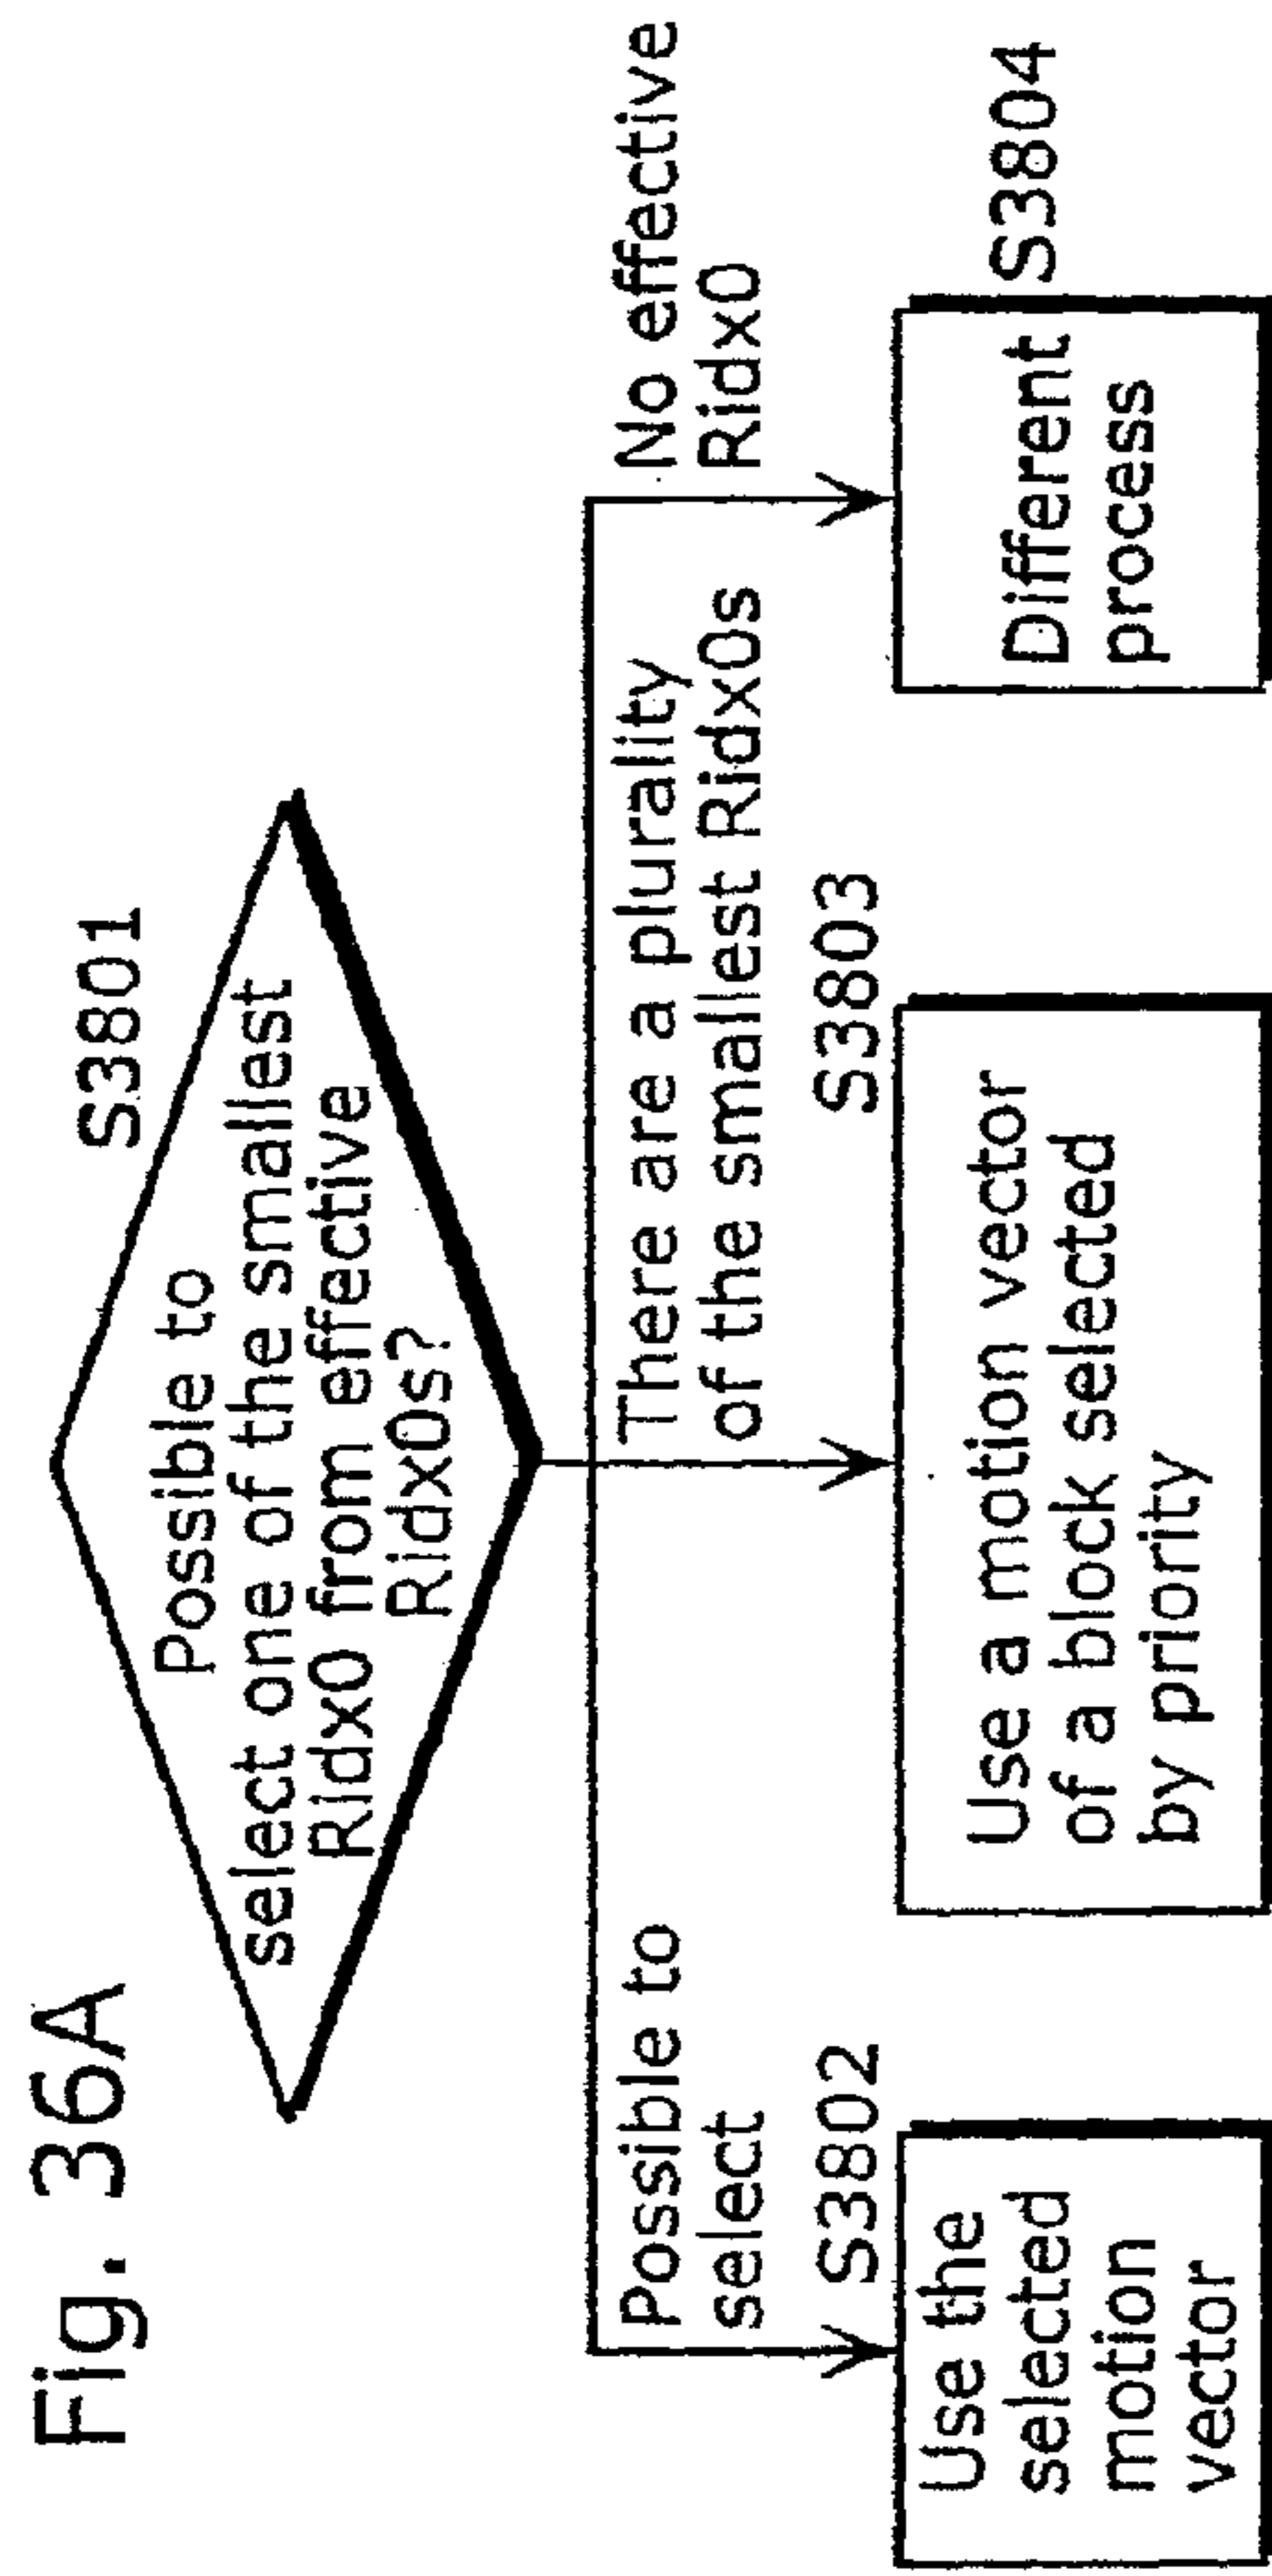 Fig. 36A
S3801
Possible to
select one of the smallest
Ridx0 from effective
Ridx0s?
Possible to
select
There are a plurality
of the smallest Ridx0s
No effective
Ridx0
S3802
Use the
selected
motion
vector
S3803
Use a motion vector
of a block selected
by priority
S3804
Different
process